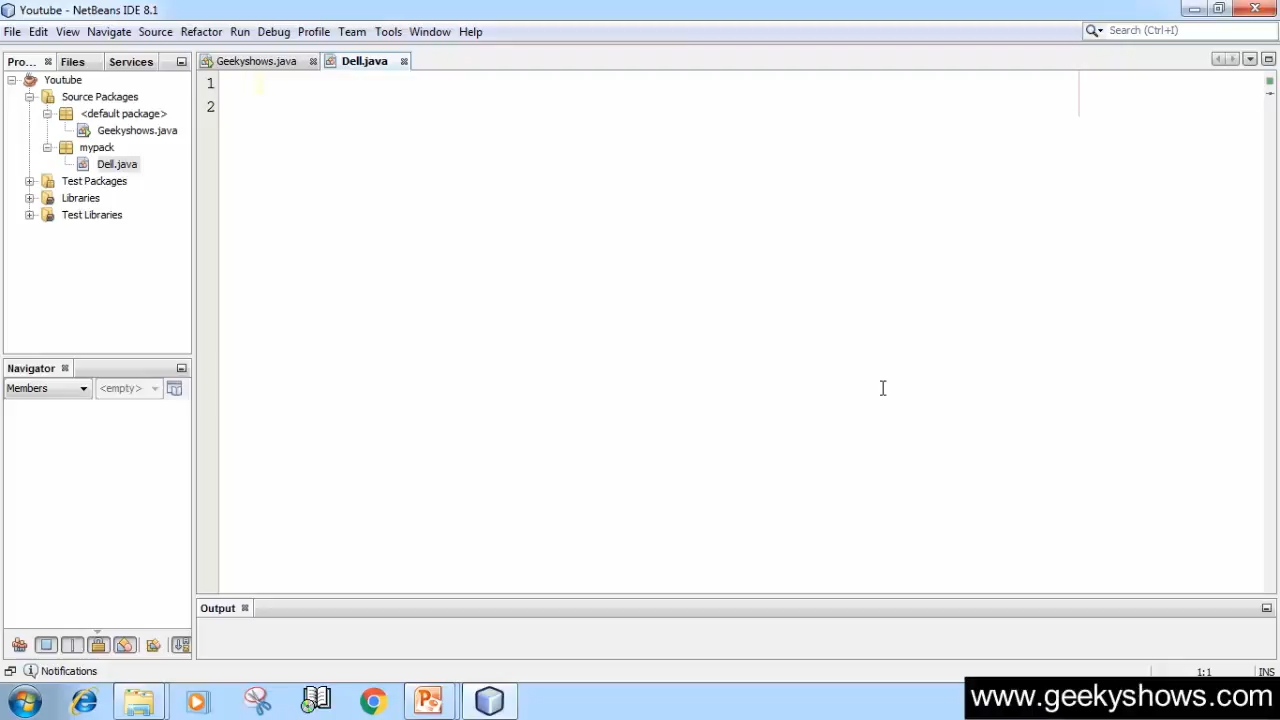 Youtube - NetBeans IDE 8.1
File Edit View Navigate Source Refactor Run Debug Profile Team Tools Window Help
Search (Ctrl+I)
Pro... Files Services
Geekyshows.java Dell.java
Youtube
Source Packages
<default package>
Geekyshows.java
mypack
Dell.java
Test Packages
Libraries
Test Libraries
1
2
Navigator
Members <empty>
Output
Notifications
1:1 INS
www.geekyshows.com